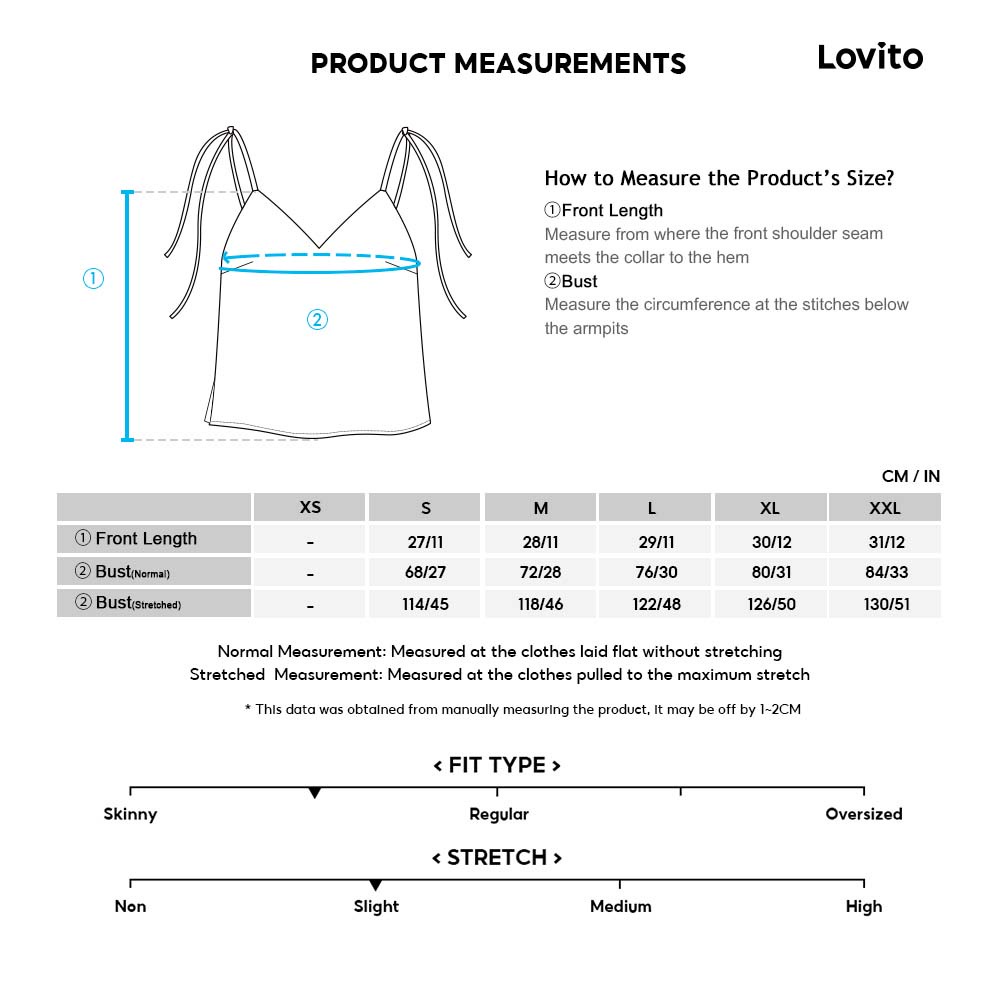 PRODUCT MEASUREMENTS
Lovito
How to Measure the Product's Size?
①Front Length
Measure from where the front shoulder seam
meets the collar to the hem
②Bust
Measure the circumference at the stitches below
the armpits
①
②
CM / IN
XS S M L XL XXL
① Front Length - 27/11 28/11 29/11 30/12 31/12
② Bust(Normal) - 68/27 72/28 76/30 80/31 84/33
② Bust(Stretched) - 114/45 118/46 122/48 126/50 130/51
Normal Measurement: Measured at the clothes laid flat without stretching
Stretched Measurement: Measured at the clothes pulled to the maximum stretch
* This data was obtained from manually measuring the product, it may be off by 1~2CM
< FIT TYPE >
Skinny Regular Oversized
< STRETCH >
Non Slight Medium High